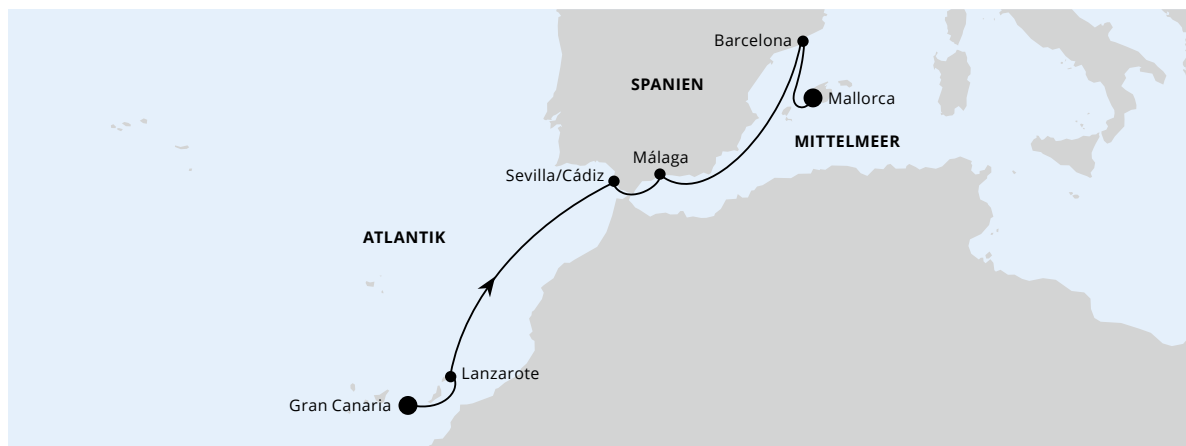 Barcelona
SPANIEN
Mallorca
MITTELMEER
Málaga
Sevilla/Cádiz
ATLANTIK
Lanzarote
Gran Canaria